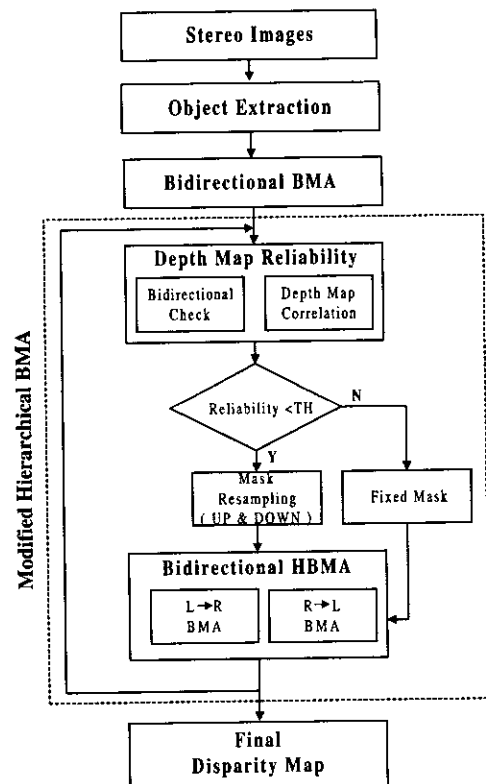 Stereo Images
Object Extraction
Bidirectional BMA
Modified Hierarchical BMA
Depth Map Reliability
Bidirectional
Check
Depth Map
Correlation
Reliability <TH
N
Y
Mask
Resampling
( UP & DOWN )
Fixed Mask
Bidirectional HBMA
L→R
BMA
R→L
BMA
Final
Disparity Map